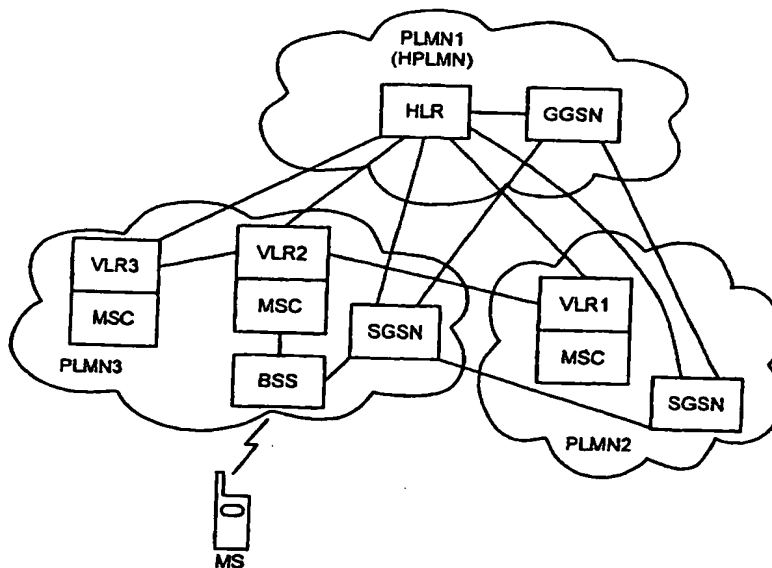 PLMN1
(HPLMN)
HLR
GGSN
VLR3
MSC
VLR2
MSC
SGSN
BSS
PLMN3
VLR1
MSC
SGSN
PLMN2
MS